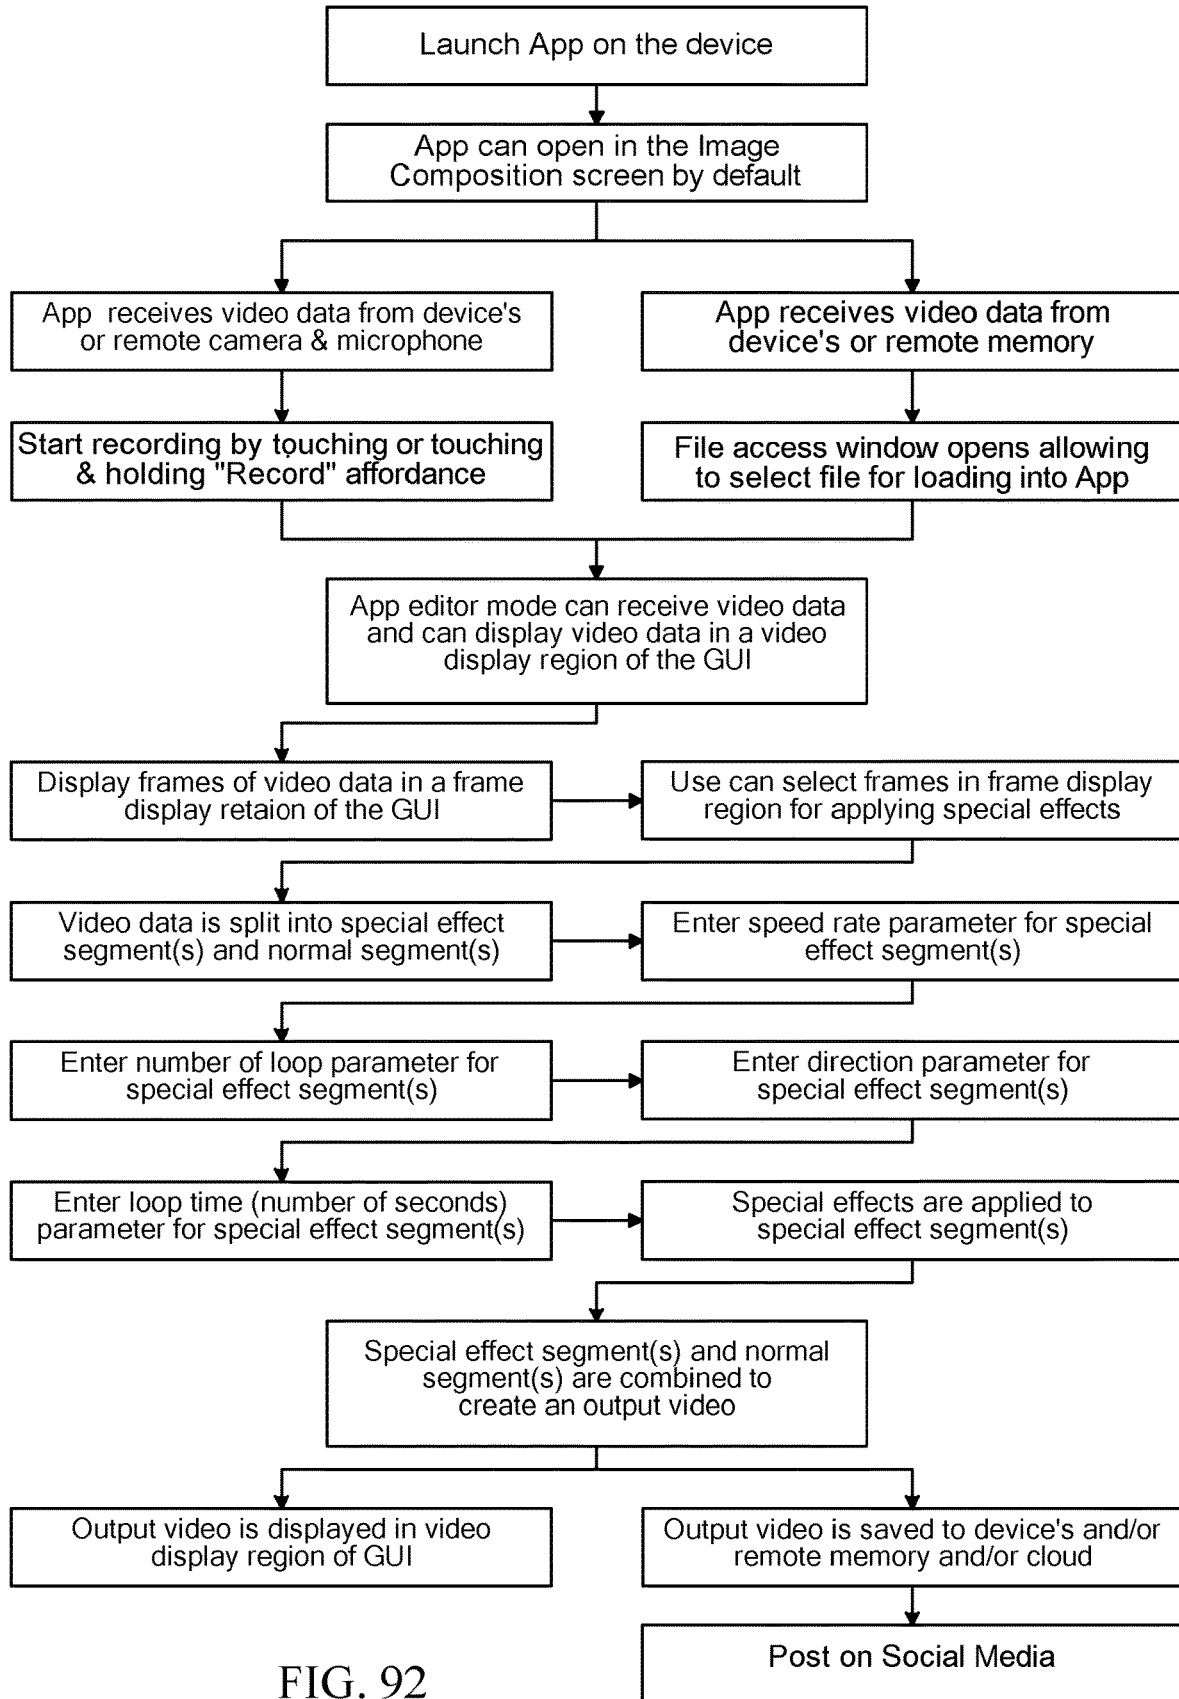 Launch App on the device
App can open in the Image
Composition screen by default
App receives video data from device's
or remote camera & microphone
App receives video data from
device's or remote memory
Start recording by touching or touching
& holding "Record" affordance
File access window opens allowing
to select file for loading into App
App editor mode can receive video data
and can display video data in a video
display region of the GUI
Display frames of video data in a frame
display retaion of the GUI
Use can select frames in frame display
region for applying special effects
Video data is split into special effect
segment(s) and normal segment(s)
Enter speed rate parameter for special
effect segment(s)
Enter number of loop parameter for
special effect segment(s)
Enter direction parameter for
special effect segment(s)
Enter loop time (number of seconds)
parameter for special effect segment(s)
Special effects are applied to
special effect segment(s)
Special effect segment(s) and normal
segment(s) are combined to
create an output video
Output video is displayed in video
display region of GUI
Output video is saved to device's and/or
remote memory and/or cloud
Post on Social Media
FIG. 92